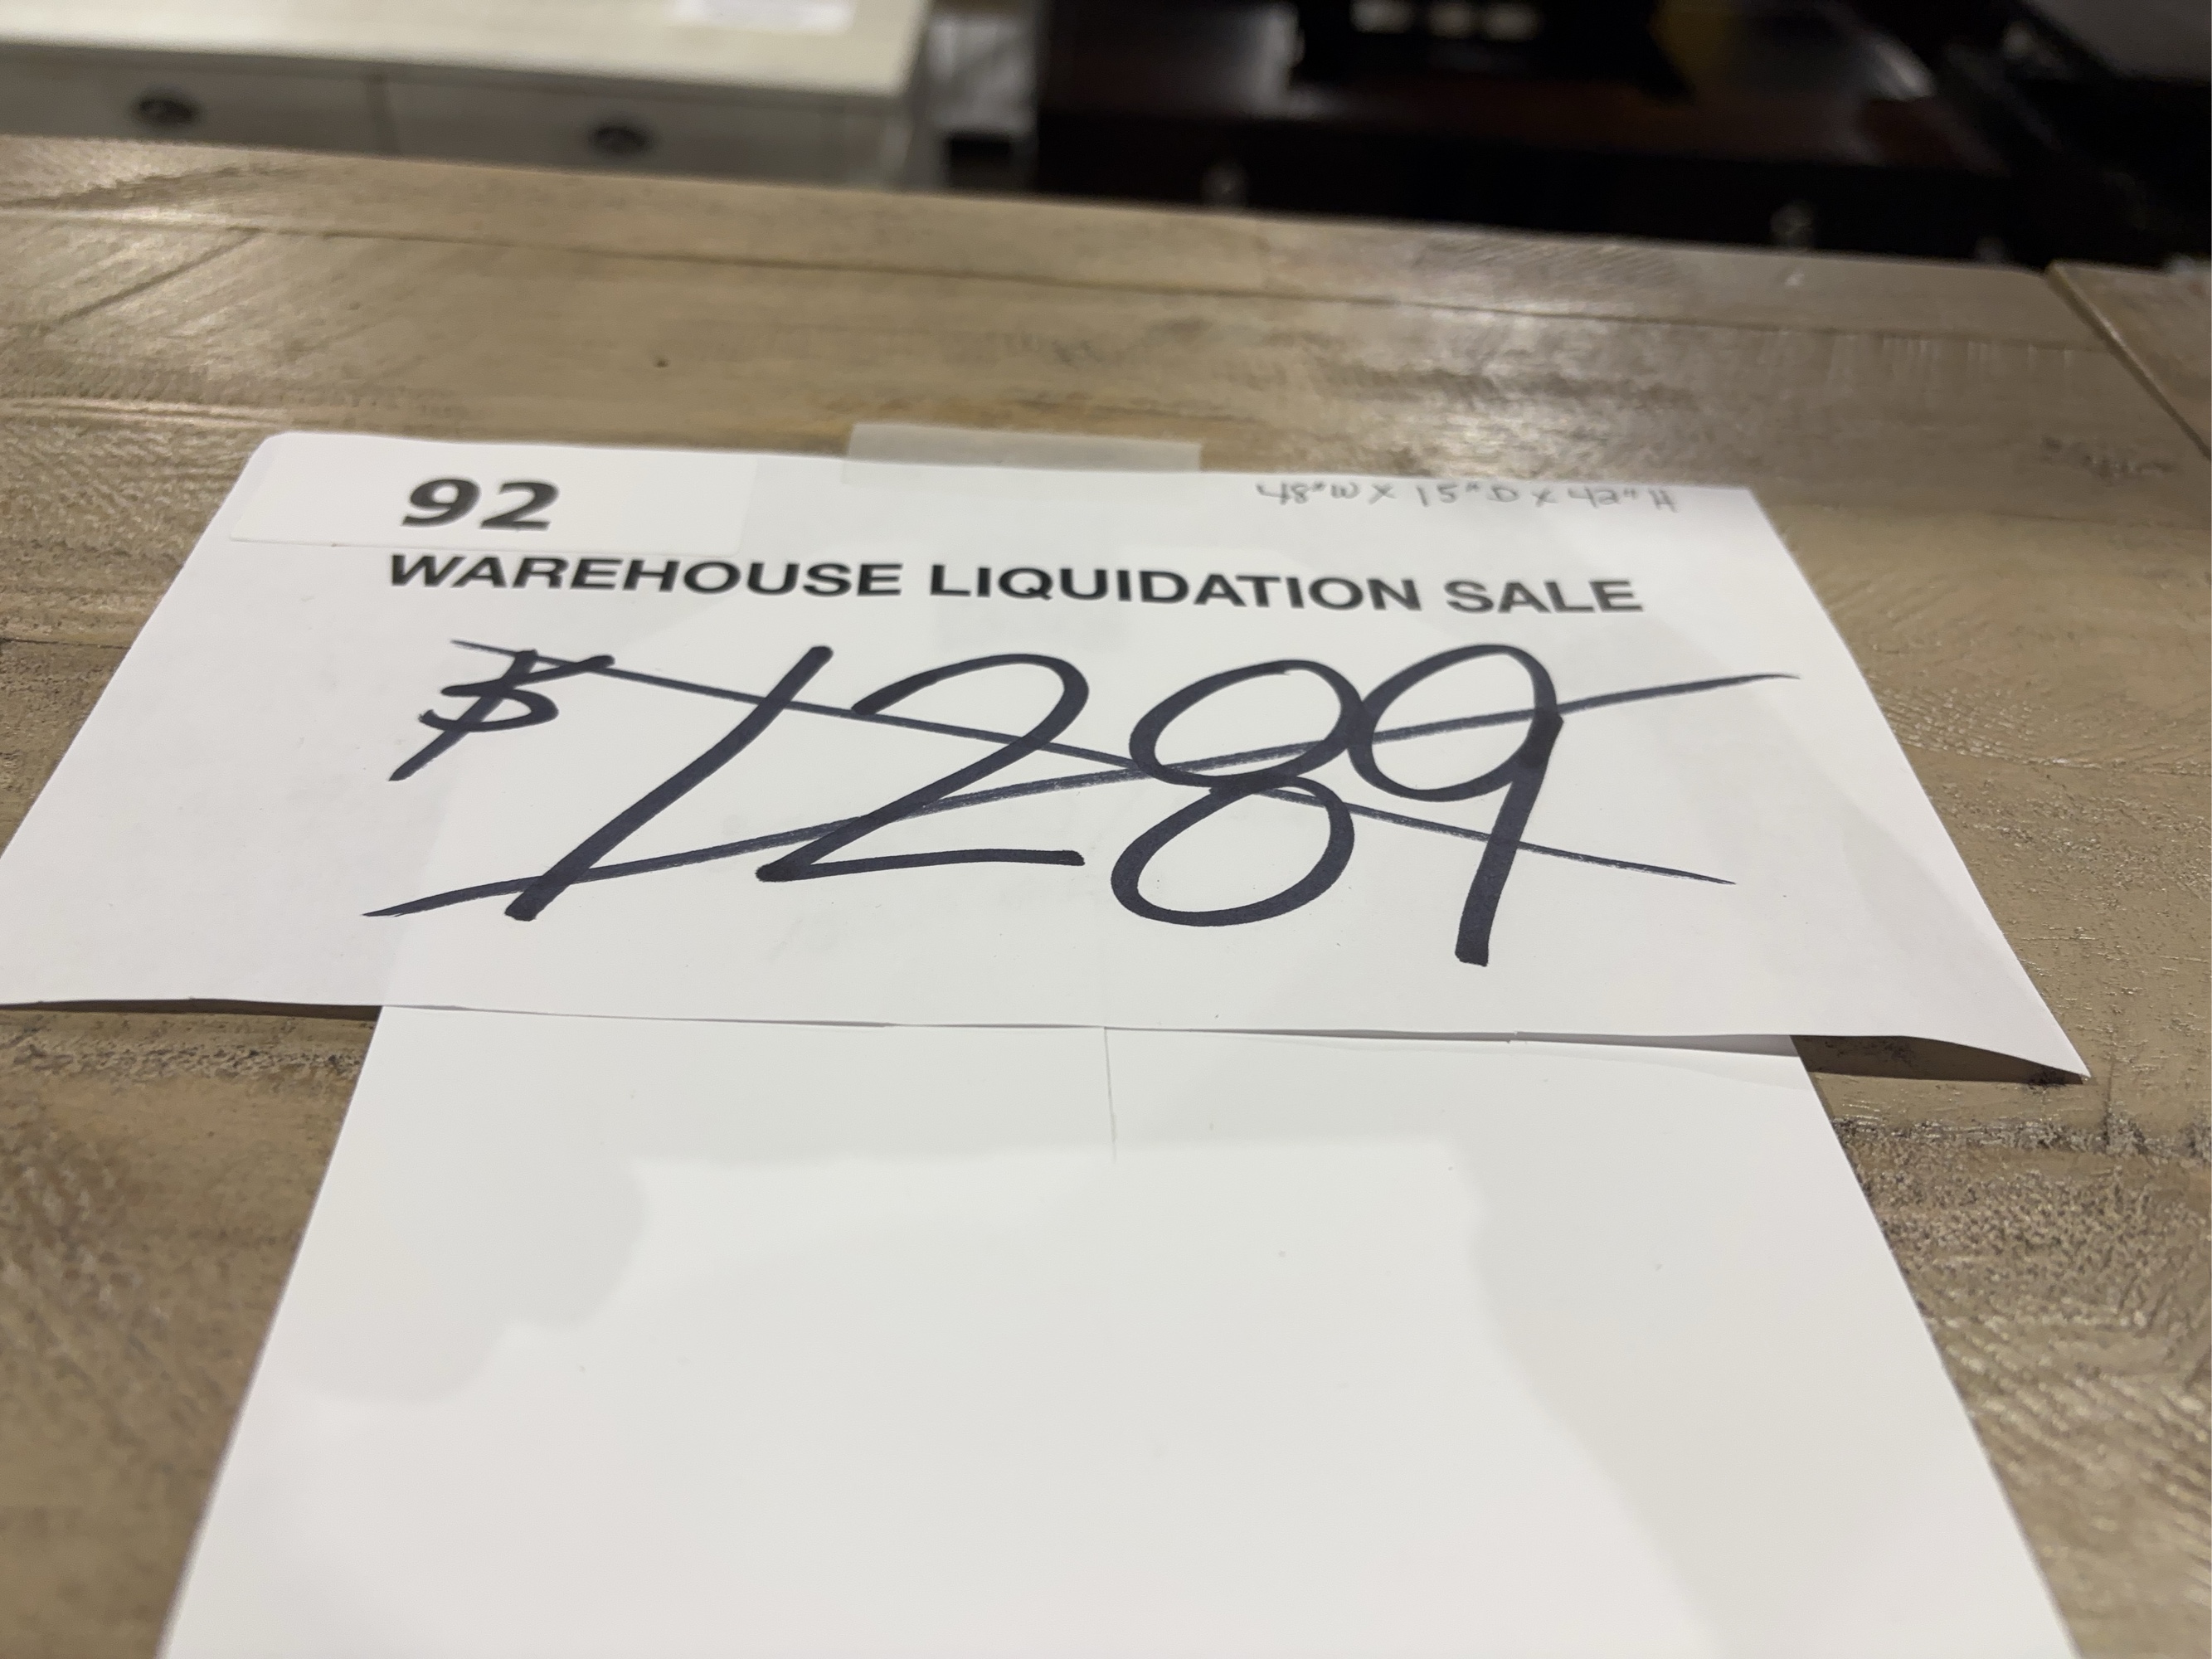 92
48"W X 15"D X 42"H
WAREHOUSE LIQUIDATION SALE
$1289